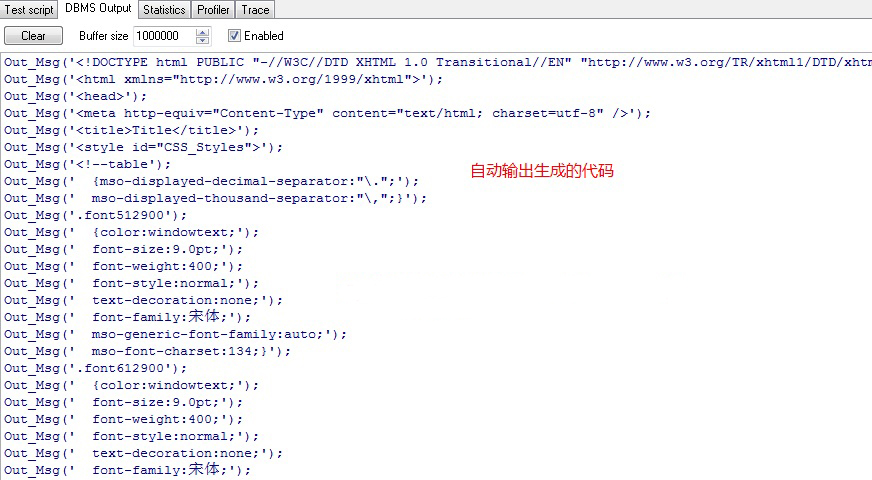 Test script DBMS Output Statistics Profiler Trace
Clear Buffer size 1000000 Enabled
Out_Msg('<!DOCTYPE html PUBLIC "-//W3C//DTD XHTML 1.0 Transitional//EN" "http://www.w3.org/TR/xhtml1/DTD/xhtm
Out_Msg('<html xmlns="http://www.w3.org/1999/xhtml">');
Out_Msg('<head>');
Out_Msg('<meta http-equiv="Content-Type" content="text/html; charset=utf-8" />');
Out_Msg('<title>Title</title>');
Out_Msg('<style id="CSS_Styles">');
Out_Msg('<!--table');
自动输出生成的代码
Out_Msg('  {mso-displayed-decimal-separator:"\.";');
Out_Msg('  mso-displayed-thousand-separator:"\,";}');
Out_Msg('.font512900');
Out_Msg('  {color:windowtext;');
Out_Msg('  font-size:9.0pt;');
Out_Msg('  font-weight:400;');
Out_Msg('  font-style:normal;');
Out_Msg('  text-decoration:none;');
Out_Msg('  font-family:宋体;');
Out_Msg('  mso-generic-font-family:auto;');
Out_Msg('  mso-font-charset:134;}');
Out_Msg('.font612900');
Out_Msg('  {color:windowtext;');
Out_Msg('  font-size:9.0pt;');
Out_Msg('  font-weight:400;');
Out_Msg('  font-style:normal;');
Out_Msg('  text-decoration:none;');
Out_Msg('  font-family:宋体;');